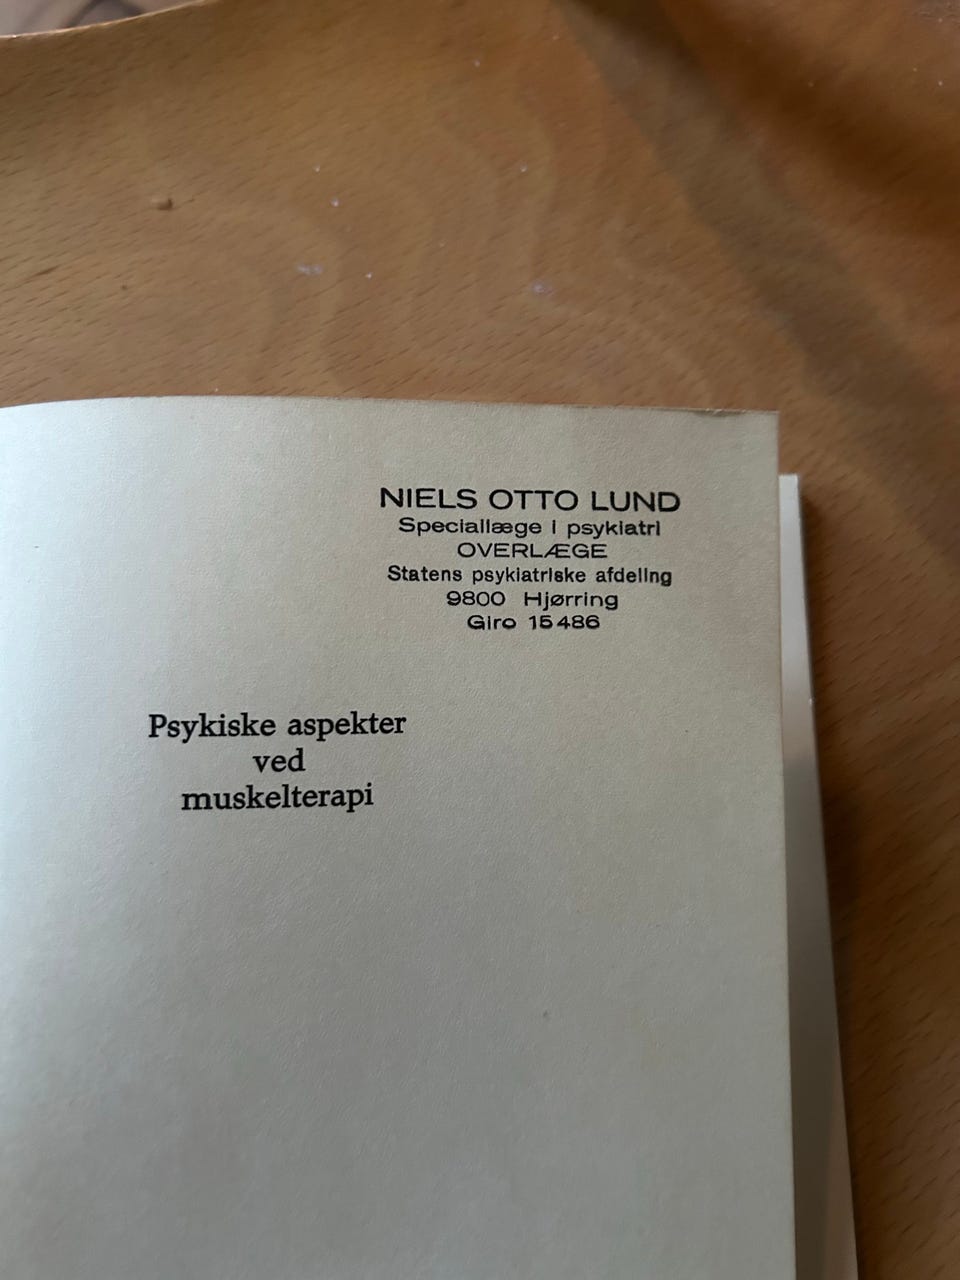 NIELS OTTO LUND
Speciallæge i psykiatri
OVERLÆGE
Statens psykiatriske afdeling
9800 Hjørring
Giro 15486
Psykiske aspekter
ved
muskelterapi